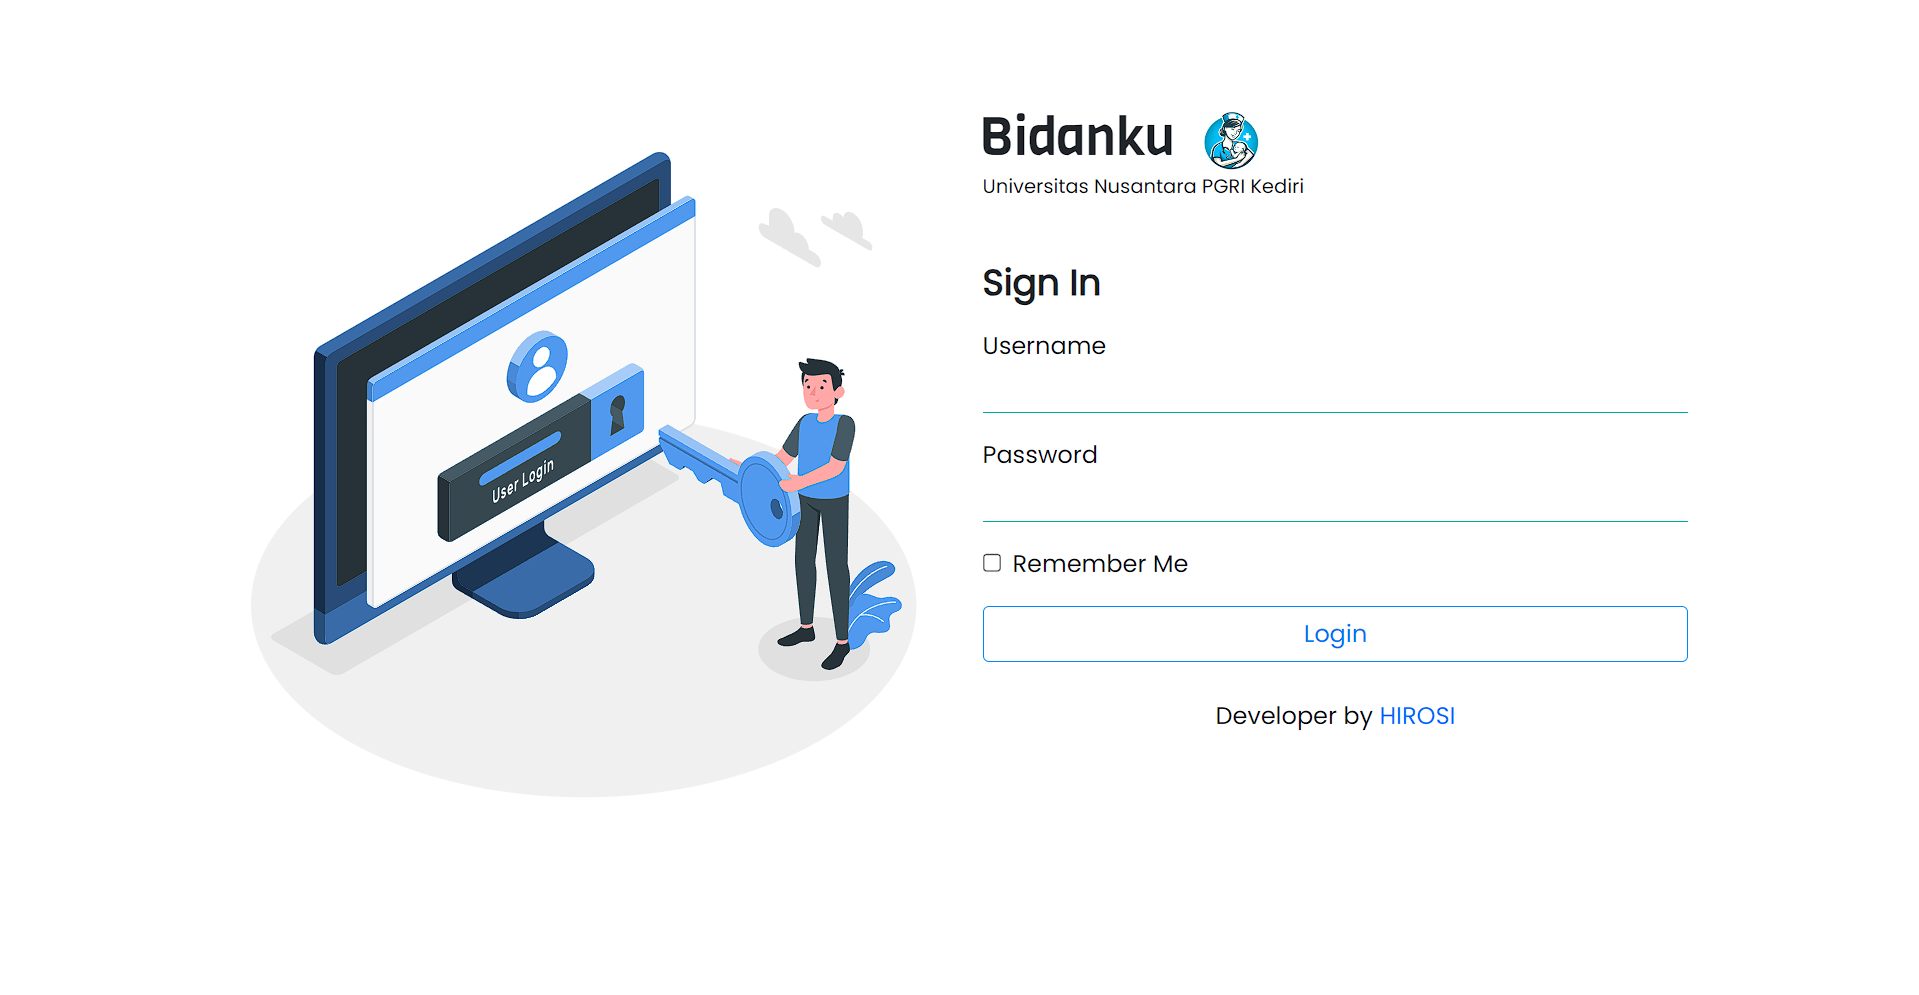 Bidanku
Universitas Nusantara PGRI Kediri
Sign In
Username
Password
Remember Me
Login
Developer by HIROSI
User Login